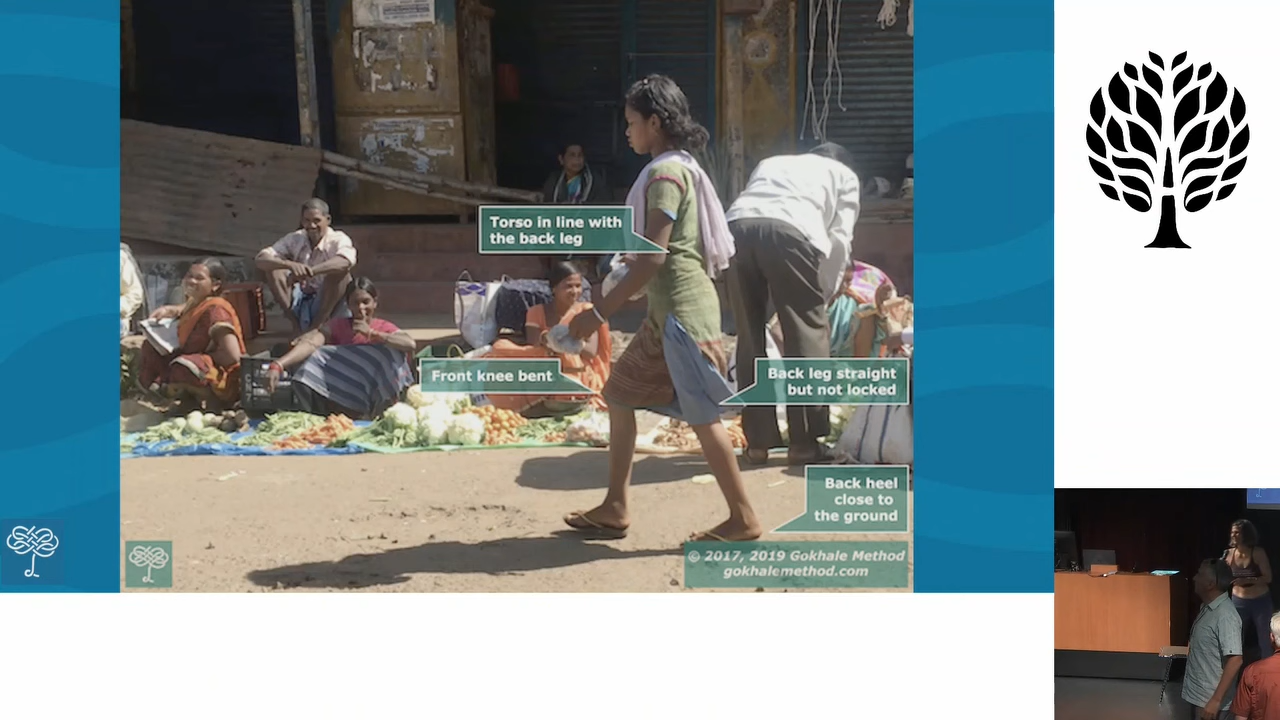 Torso in line with
the back leg
Front knee bent
Back leg straight
but not locked
Back heel
close to
the ground
© 2017, 2019 Gokhale Method
gokhalemethod.com